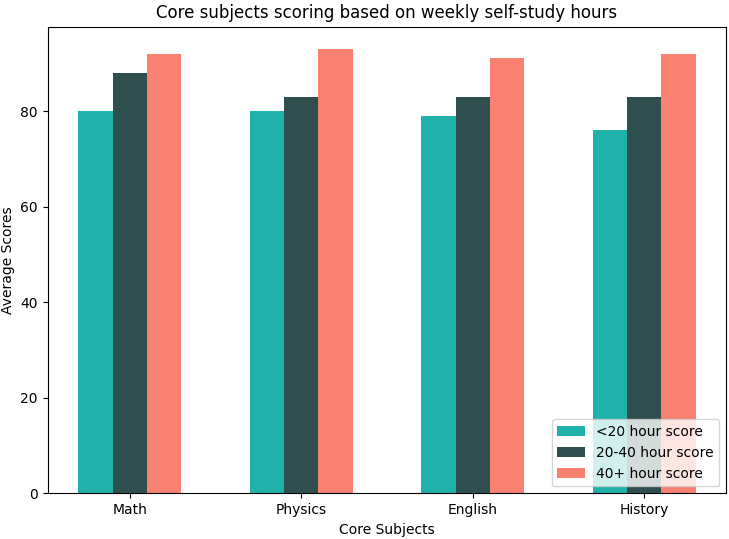 Core subjects scoring based on weekly self-study hours
Average Scores
80
60
40
20
0
<20 hour score
20-40 hour score
40+ hour score
Math Physics English History
Core Subjects